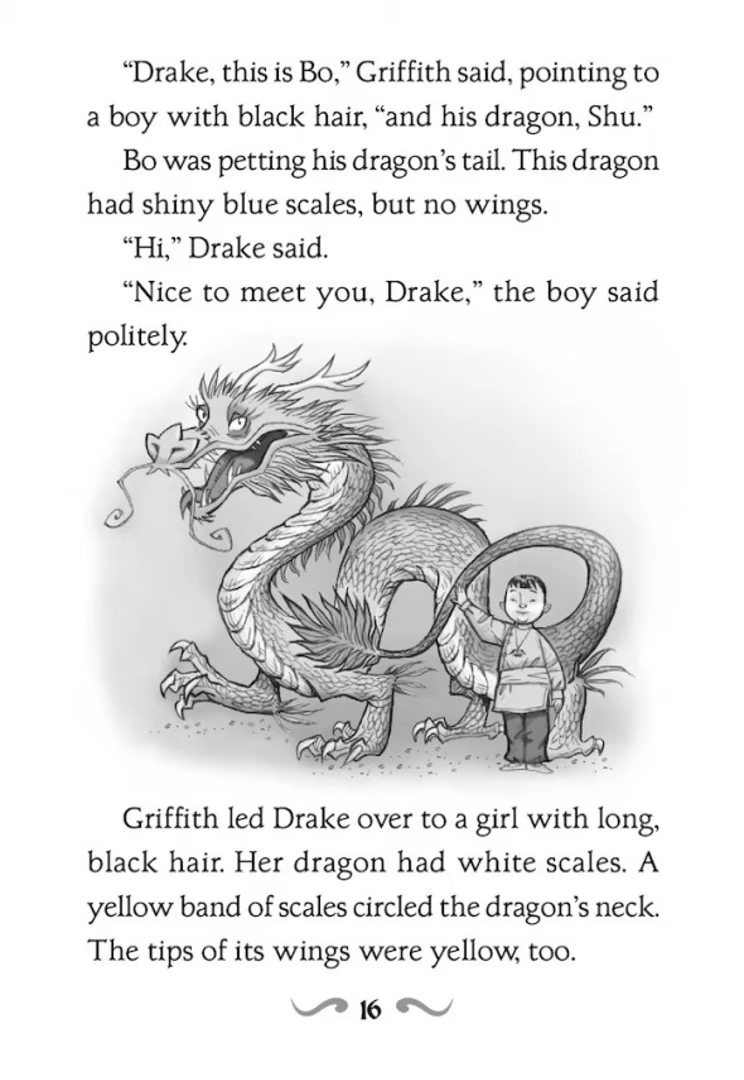 “Drake, this is Bo,” Griffith said, pointing to
a boy with black hair, “and his dragon, Shu.”
Bo was petting his dragon’s tail. This dragon
had shiny blue scales, but no wings.
“Hi,” Drake said.
“Nice to meet you, Drake,” the boy said
politely.
Griffith led Drake over to a girl with long,
black hair. Her dragon had white scales. A
yellow band of scales circled the dragon’s neck.
The tips of its wings were yellow, too.
16